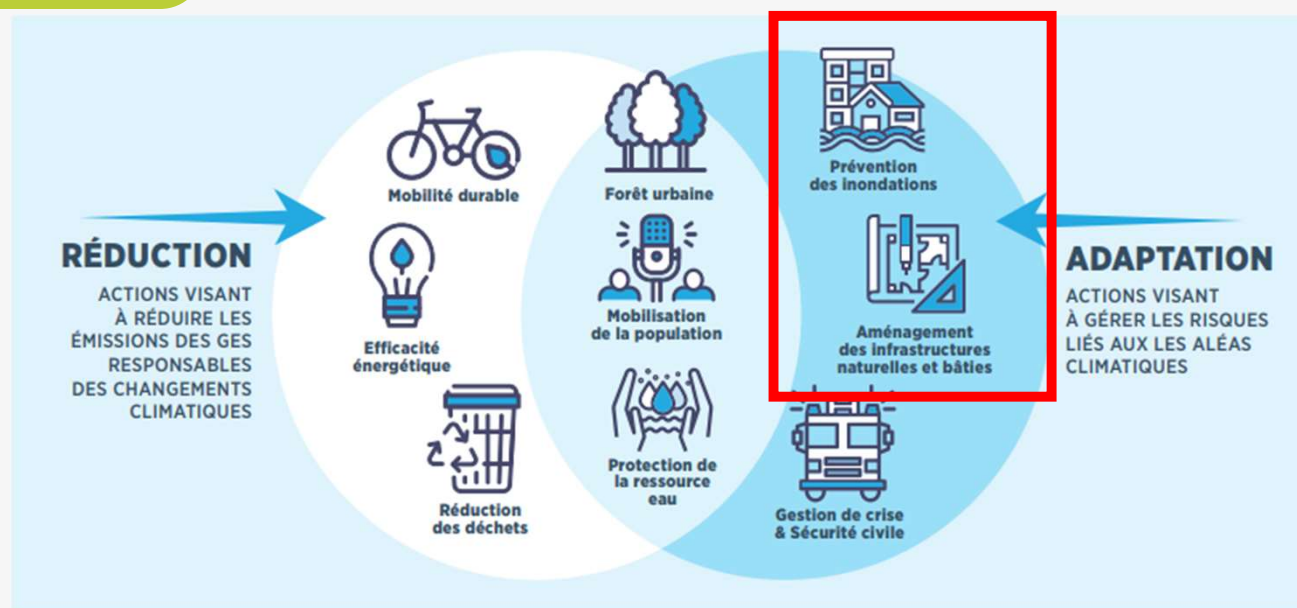 RÉDUCTION
ACTIONS VISANT
À RÉDUIRE LES
ÉMISSIONS DES GES
RESPONSABLES
DES CHANGEMENTS
CLIMATIQUES
Mobilité durable
Efficacité
énergétique
Réduction
des déchets
Forêt urbaine
Mobilisation
de la population
Protection de
la ressource
eau
Prévention
des inondations
Aménagement
des infrastructures
naturelles et bâties
Gestion de crise
& Sécurité civile
ADAPTATION
ACTIONS VISANT
À GÉRER LES RISQUES
LIÉS AUX LES ALÉAS
CLIMATIQUES